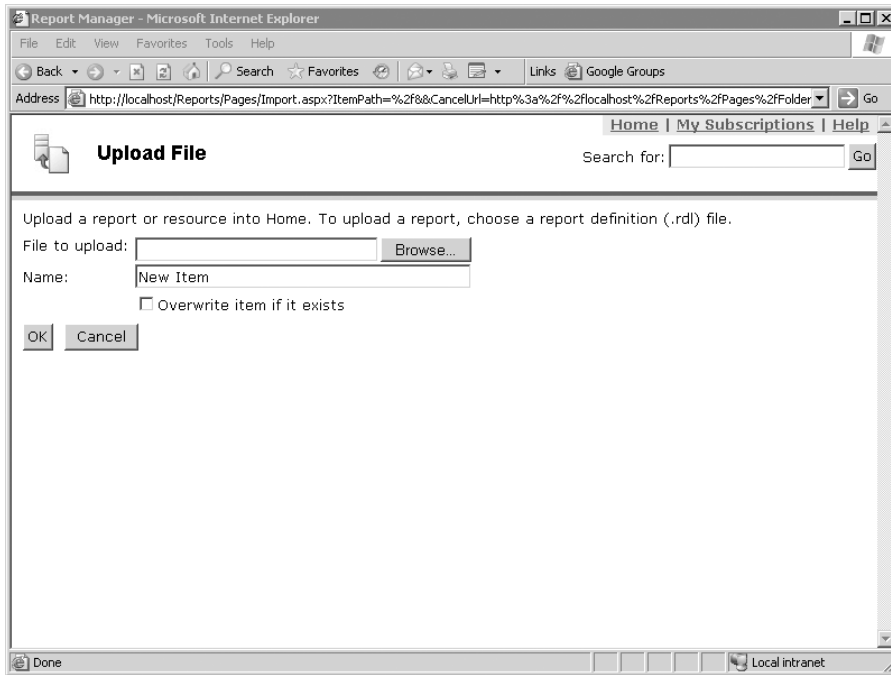 Report Manager - Microsoft Internet Explorer
File Edit View Favorites Tools Help
Back Search Favorites Links Google Groups
Address http://localhost/Reports/Pages/Import.aspx?ItemPath=%2f&&CancelUrl=http%3a%2f%2flocalhost%2fReports%2fPages%2fFolder Go
Home | My Subscriptions | Help
Upload File
Search for: Go
Upload a report or resource into Home. To upload a report, choose a report definition (.rdl) file.
File to upload: Browse...
Name: New Item
Overwrite item if it exists
OK Cancel
Done Local intranet